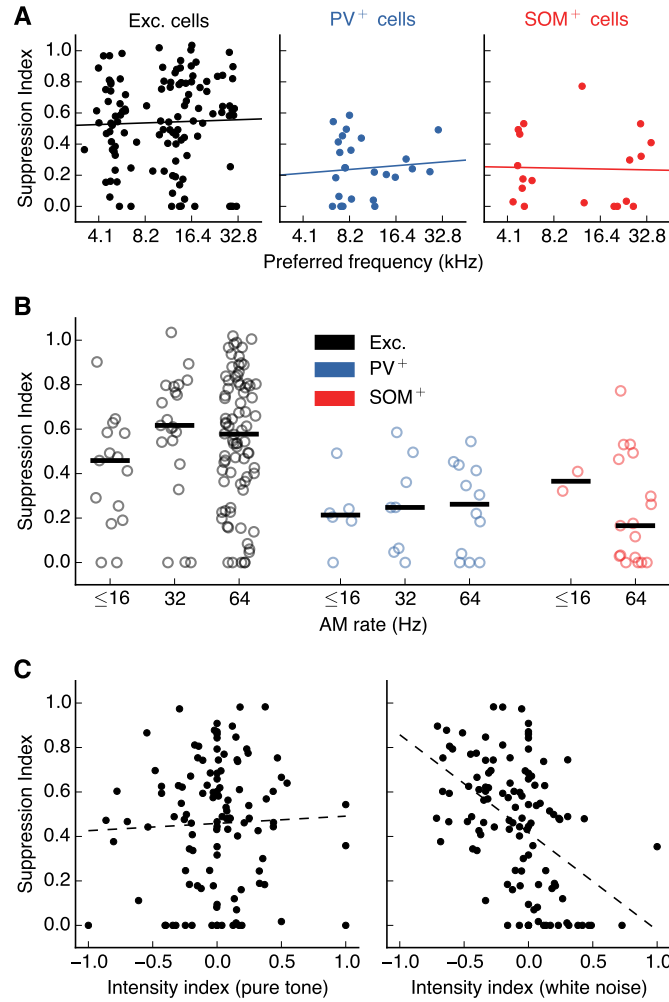 A
Exc. cells
PV+ cells
SOM+ cells
Suppression Index
1.0
0.8
0.6
0.4
0.2
0.0
4.1 8.2 16.4 32.8
4.1 8.2 16.4 32.8
4.1 8.2 16.4 32.8
Preferred frequency (kHz)
B
Suppression Index
1.0
0.8
0.6
0.4
0.2
0.0
Exc.
PV+
SOM+
≤16 32 64
≤16 32 64
≤16 64
AM rate (Hz)
C
Suppression Index
1.0
0.8
0.6
0.4
0.2
0.0
−1.0 −0.5 0.0 0.5 1.0
−1.0 −0.5 0.0 0.5 1.0
Intensity index (pure tone)
Intensity index (white noise)